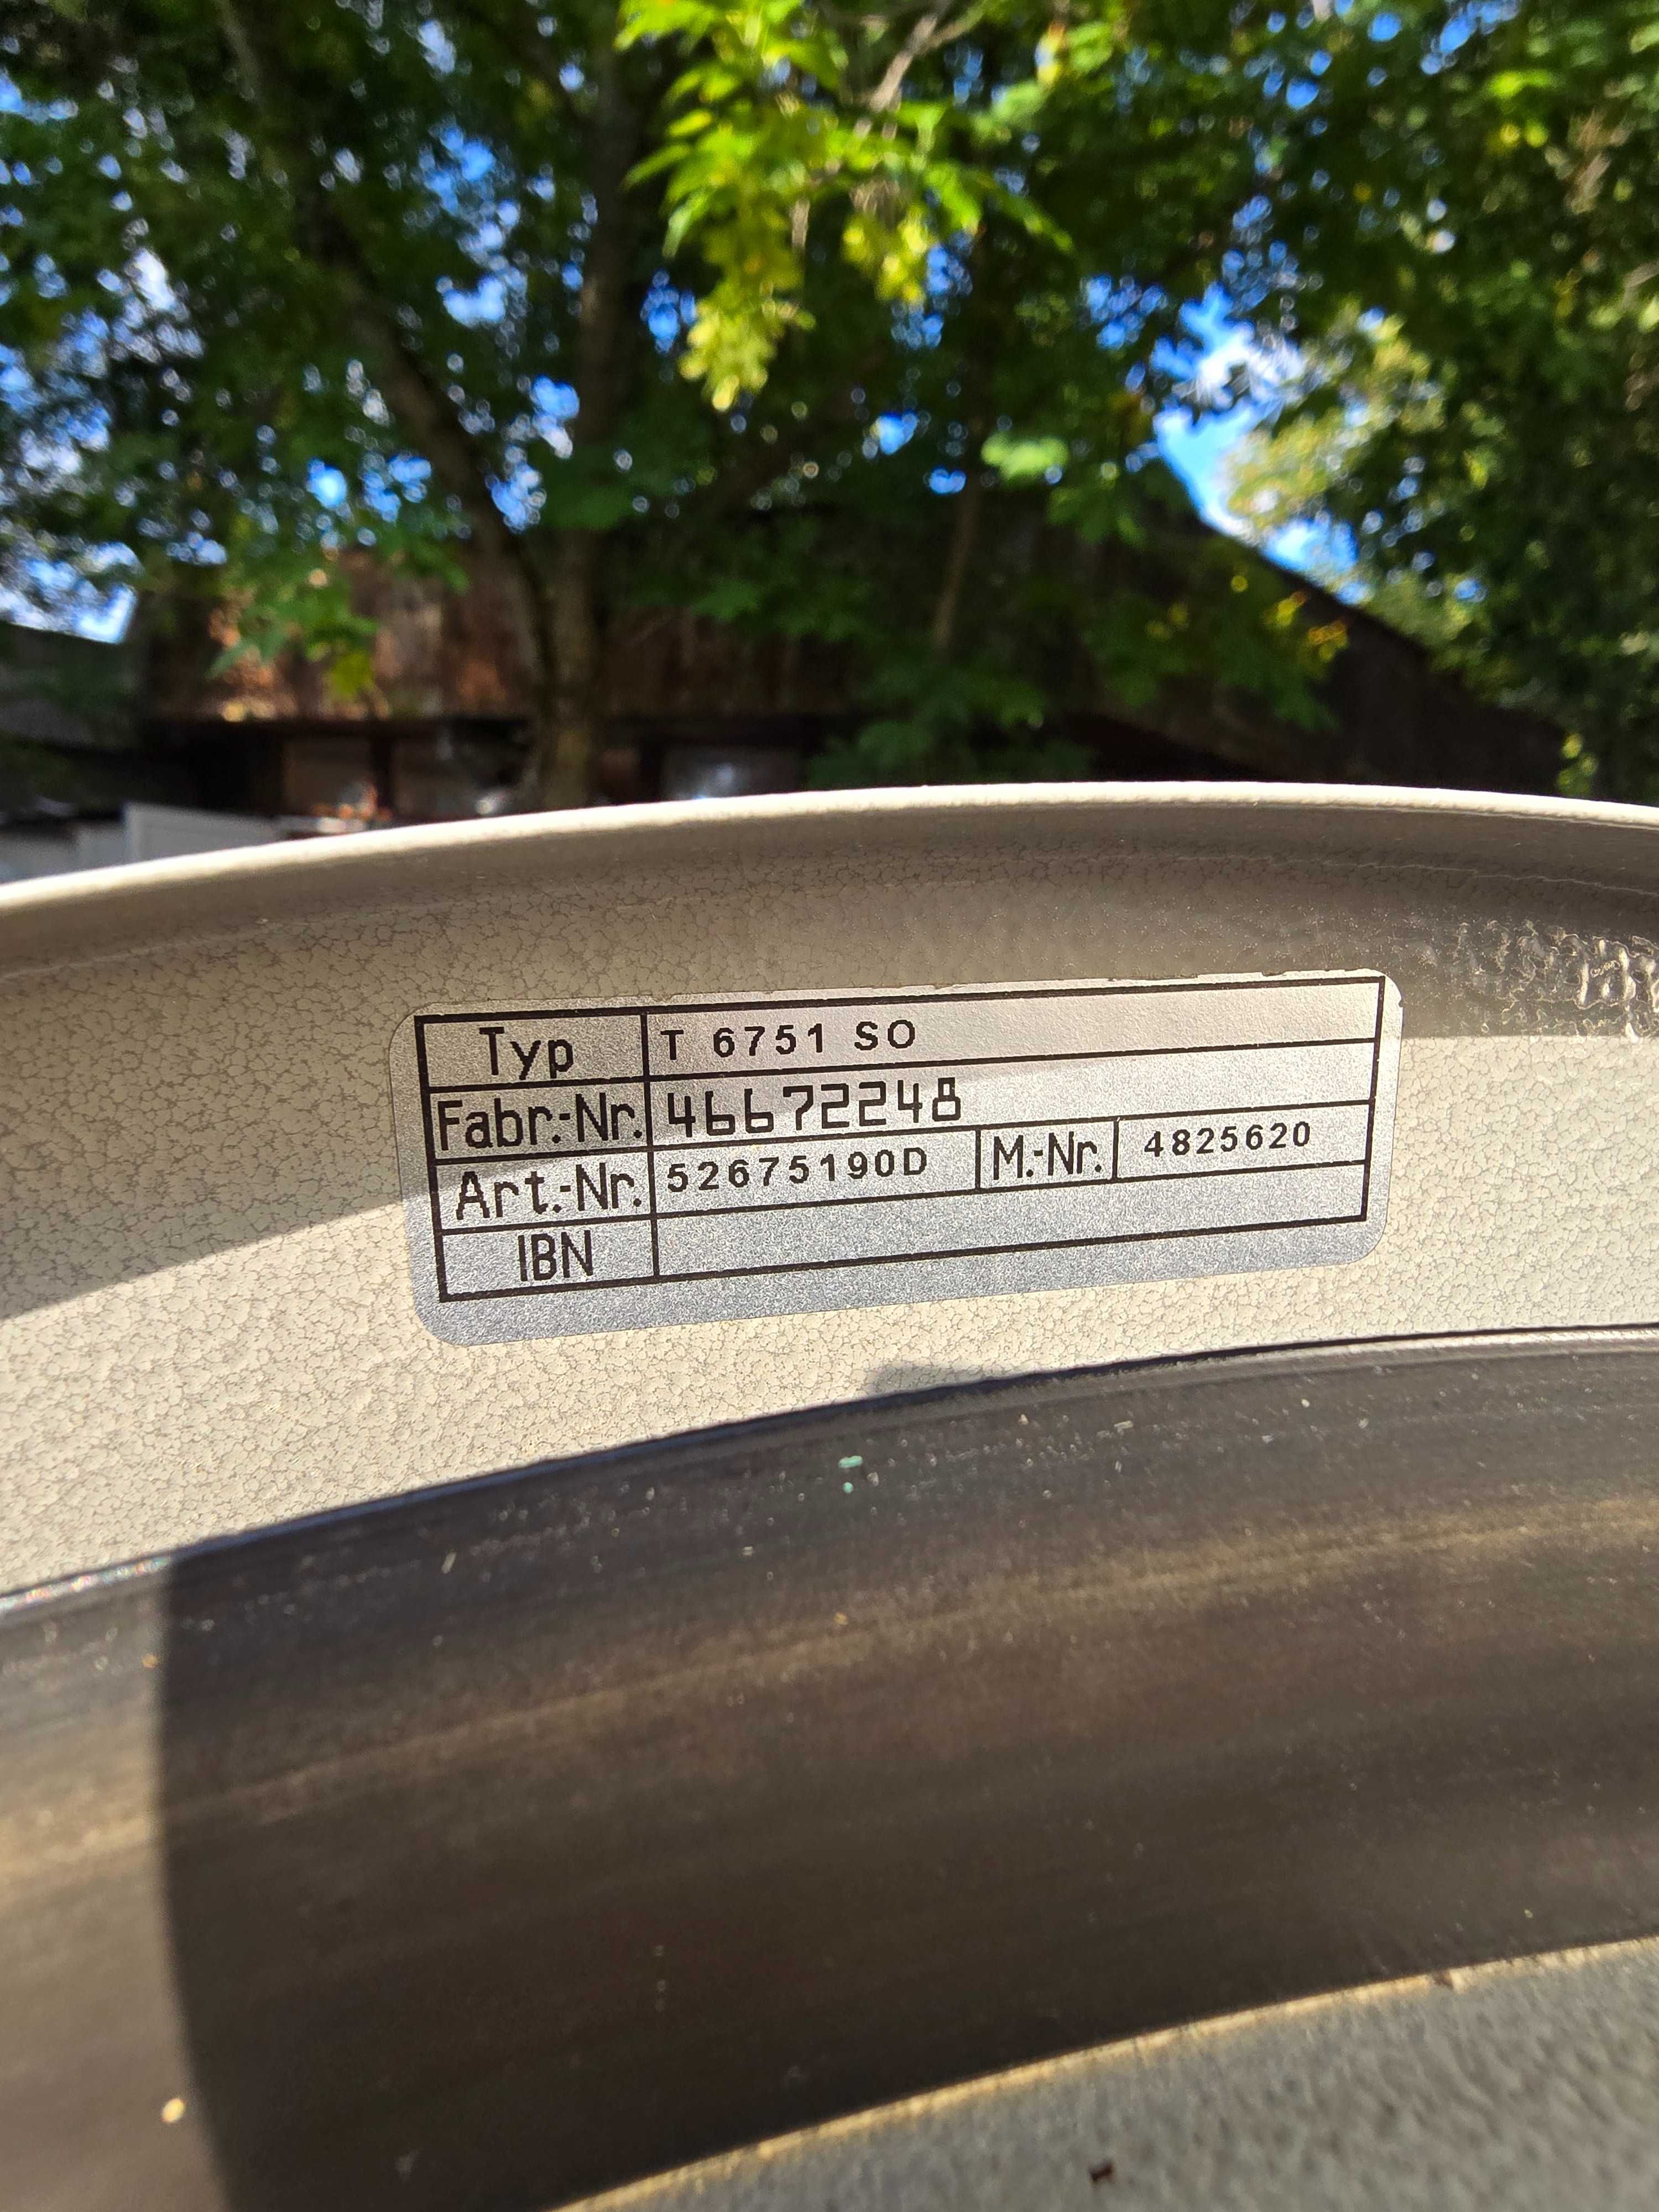 Typ T 6751 SO
Fabr.-Nr. 46672248
Art.-Nr. 52675190D M.-Nr. 4825620
IBN